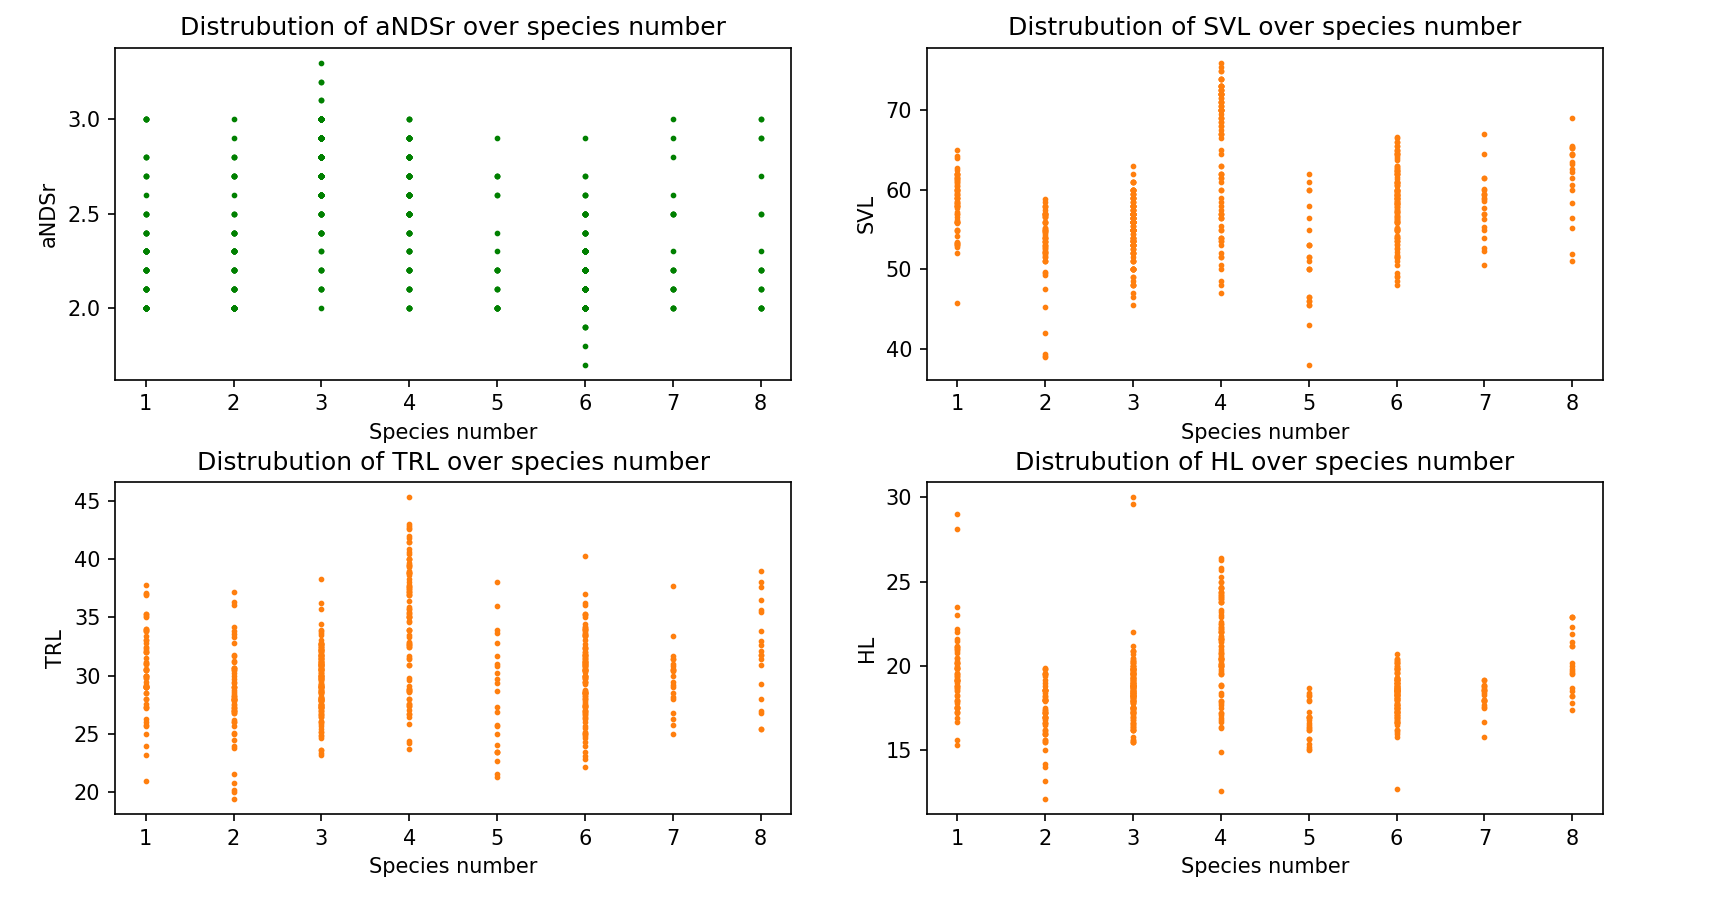 Distrubution of aNDSr over species number
3.0
2.5
2.0
aNDSr
1 2 3 4 5 6 7 8
Species number
Distrubution of SVL over species number
70
60
50
40
SVL
1 2 3 4 5 6 7 8
Species number
Distrubution of TRL over species number
45
40
35
30
25
20
TRL
1 2 3 4 5 6 7 8
Species number
Distrubution of HL over species number
30
25
20
15
HL
1 2 3 4 5 6 7 8
Species number